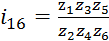 i₁₆ = z₁z₃z₅ / z₂z₄z₆